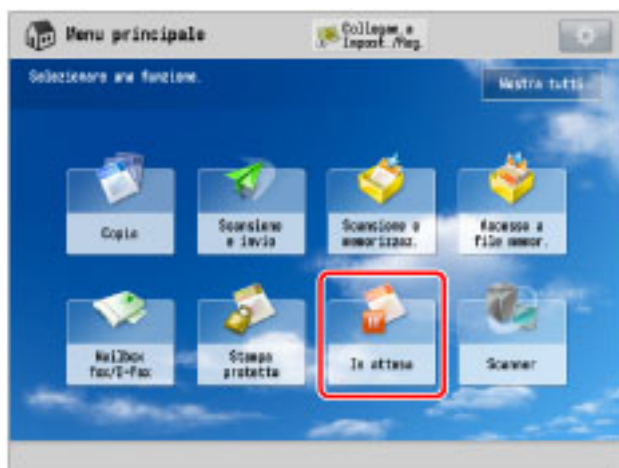 Menu principale
Collegam. a
Impost./Reg.
Selezionare una funzione.
Mostra tutti
Copia
Scansione
e invio
Scansione e
memorizzaz.
Accesso a
file memor.
Mailbox
fax/I-Fax
Stampa
protetta
In attesa
Scanner